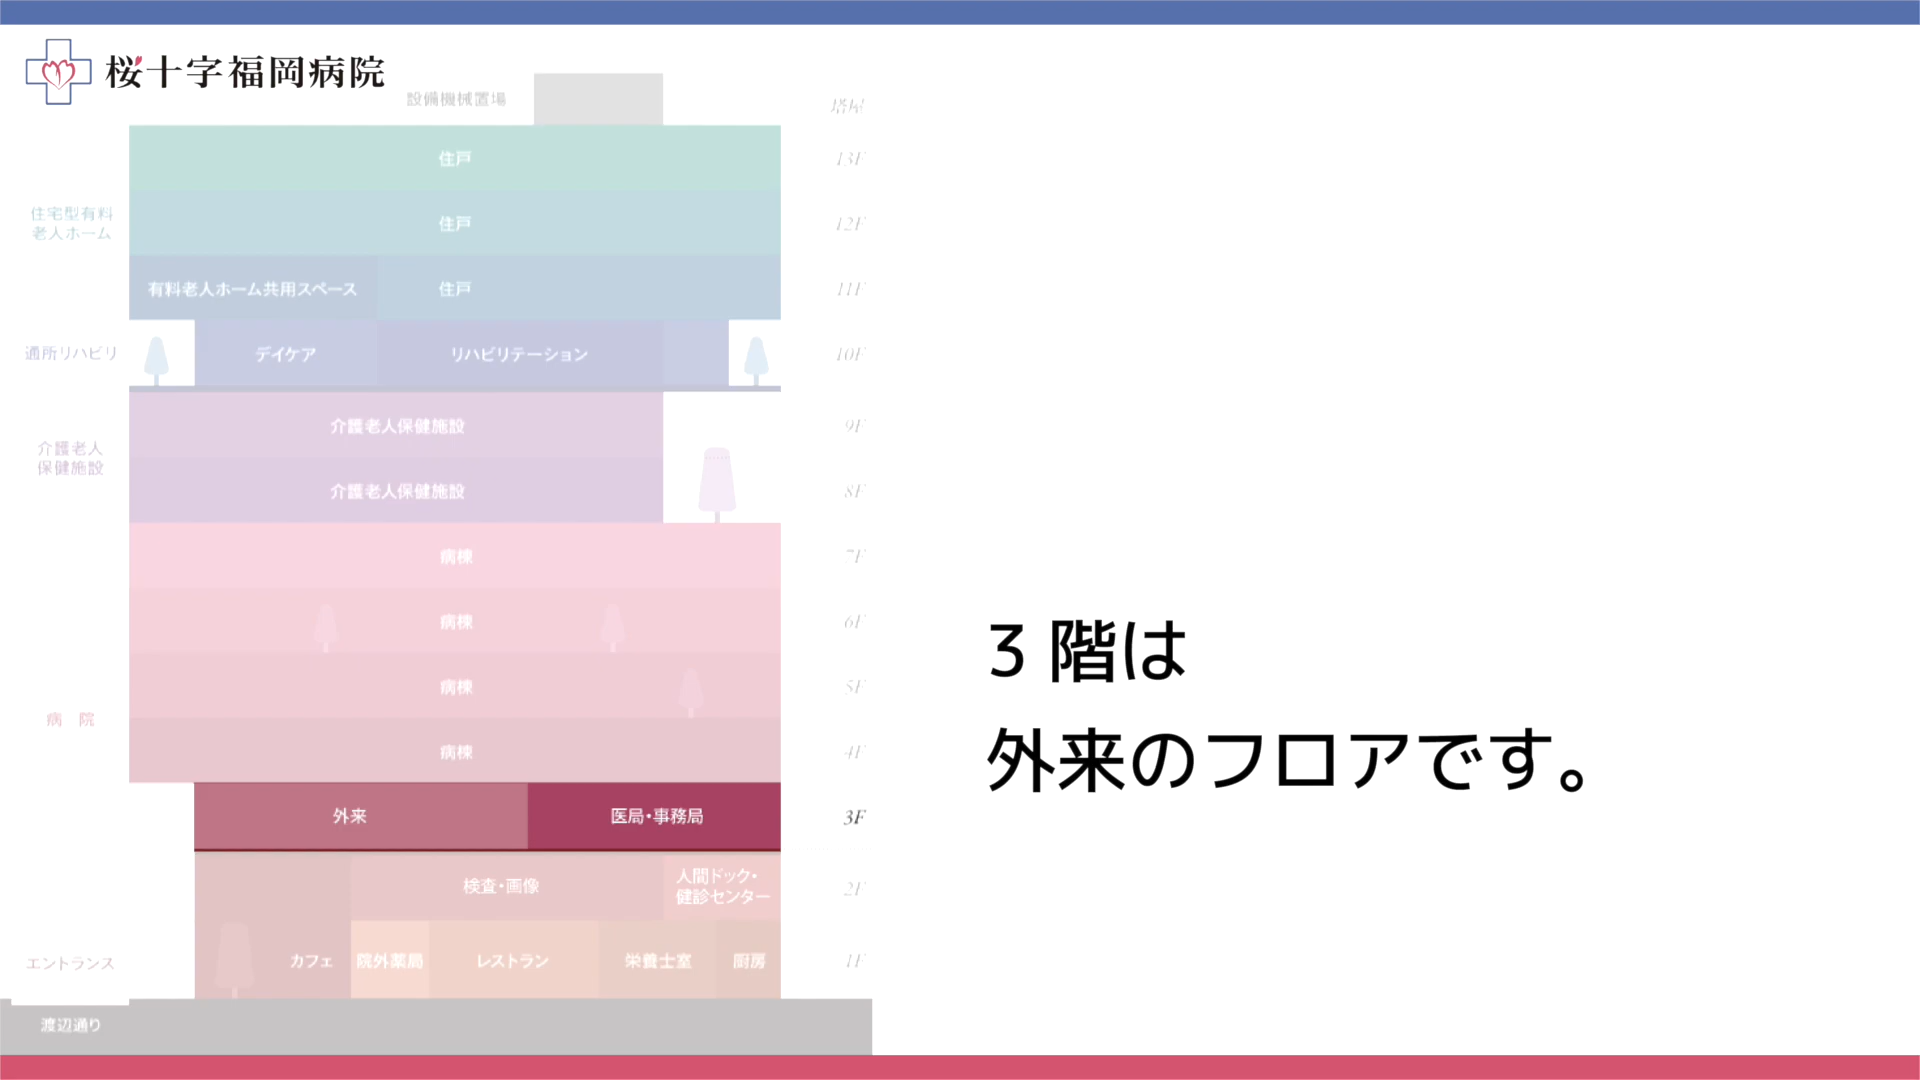 桜十字福岡病院
設備機械置場
塔屋
住戸
13F
住宅型有料
老人ホーム
住戸
12F
有料老人ホーム共用スペース
住戸
11F
通所リハビリ
デイケア
リハビリテーション
10F
介護老人保健施設
9F
介護老人
保健施設
介護老人保健施設
8F
病棟
7F
病棟
6F
病棟
5F
病 院
病棟
4F
外来
医局・事務局
3F
検査・画像
人間ドック・
健診センター
2F
エントランス
カフェ
院外薬局
レストラン
栄養士室
厨房
1F
渡辺通り
3階は
外来のフロアです。